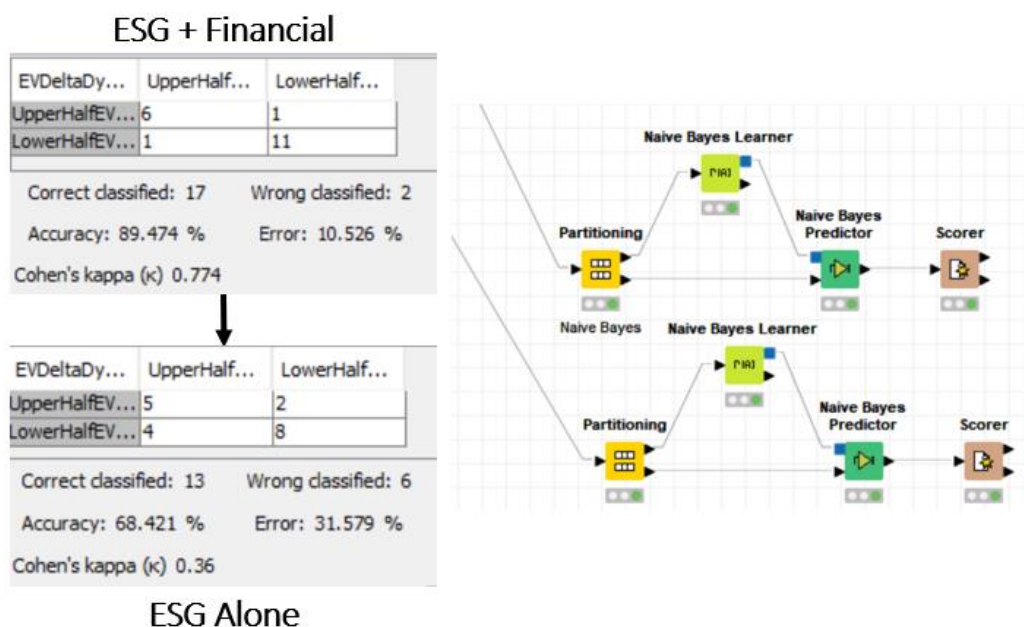 ESG + Financial
EVDeltaDy... UpperHalf... LowerHalf...
UpperHalfEV... 6 1
LowerHalfEV... 1 11
Correct classified: 17 Wrong classified: 2
Accuracy: 89.474 % Error: 10.526 %
Cohen's kappa (κ) 0.774
EVDeltaDy... UpperHalf... LowerHalf...
UpperHalfEV... 5 2
LowerHalfEV... 4 8
Correct classified: 13 Wrong classified: 6
Accuracy: 68.421 % Error: 31.579 %
Cohen's kappa (κ) 0.36
ESG Alone
Naive Bayes Learner
P(A)
Partitioning
Naive Bayes
Predictor
Scorer
Naive Bayes
Naive Bayes Learner
P(A)
Partitioning
Naive Bayes
Predictor
Scorer